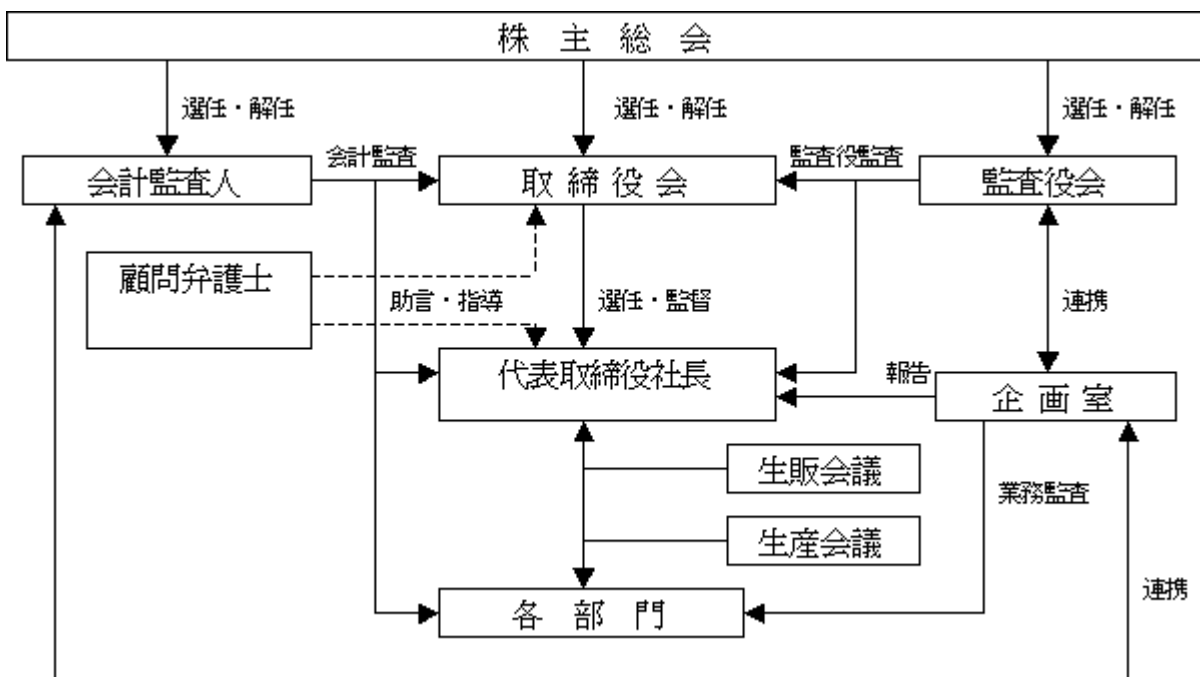 株主総会
選任・解任
選任・解任
選任・解任
会計監査
監査役監査
会計監査人
取締役会
監査役会
顧問弁護士
助言・指導
選任・監督
連携
代表取締役社長
報告
企画室
生販会議
業務監査
生産会議
連携
各部門